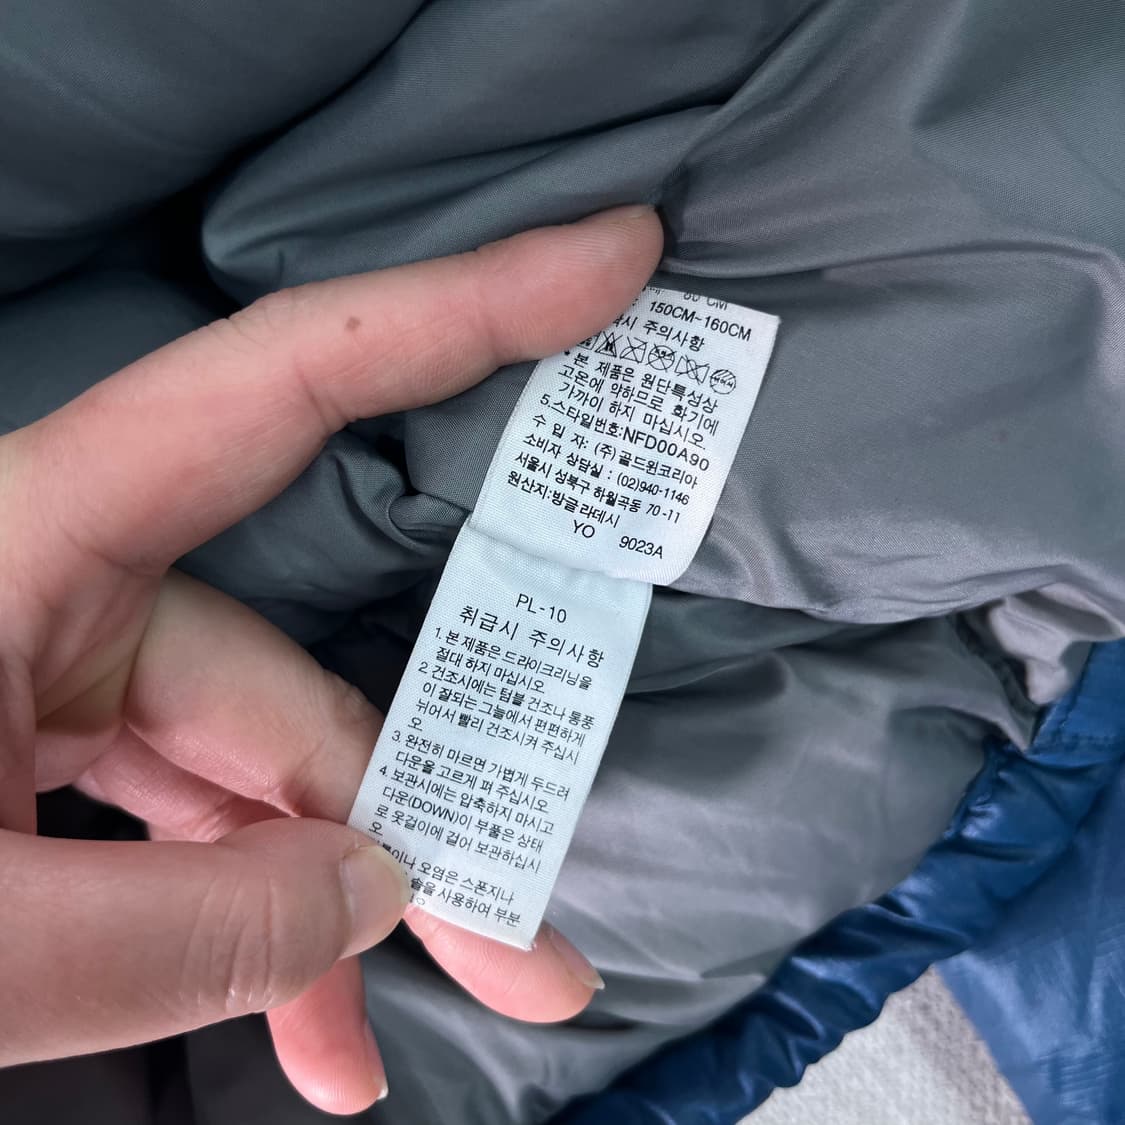 80 CM
150CM~160CM
주의사항
본 제품은 원단특성상
고온에 약하므로 화기에
가까이 하지 마십시오.
5.스타일번호:NFD00A90
수 입 자: (주)골드윈코리아
소비자 상담실 : (02)940-1146
서울시 성북구 하월곡동 70-11
원산지:방글라데시
YO 9023A
PL-10
취급시 주의사항
1. 본 제품은 드라이크리닝을
절대 하지 마십시오
2 건조시에는 텀블 건조나 통풍
이 잘되는 그늘에서 편편하게
뉘어서 빨리 건조시켜 주십시
오
3. 완전히 마르면 가볍게 두드려
다운을 고르게 펴 주십시오
4. 보관시에는 압축하지 마시고
다운(DOWN)이 부풀은 상태
로 옷걸이에 걸어 보관하십시
오
오염은 스폰지나
솔을 사용하여 부분